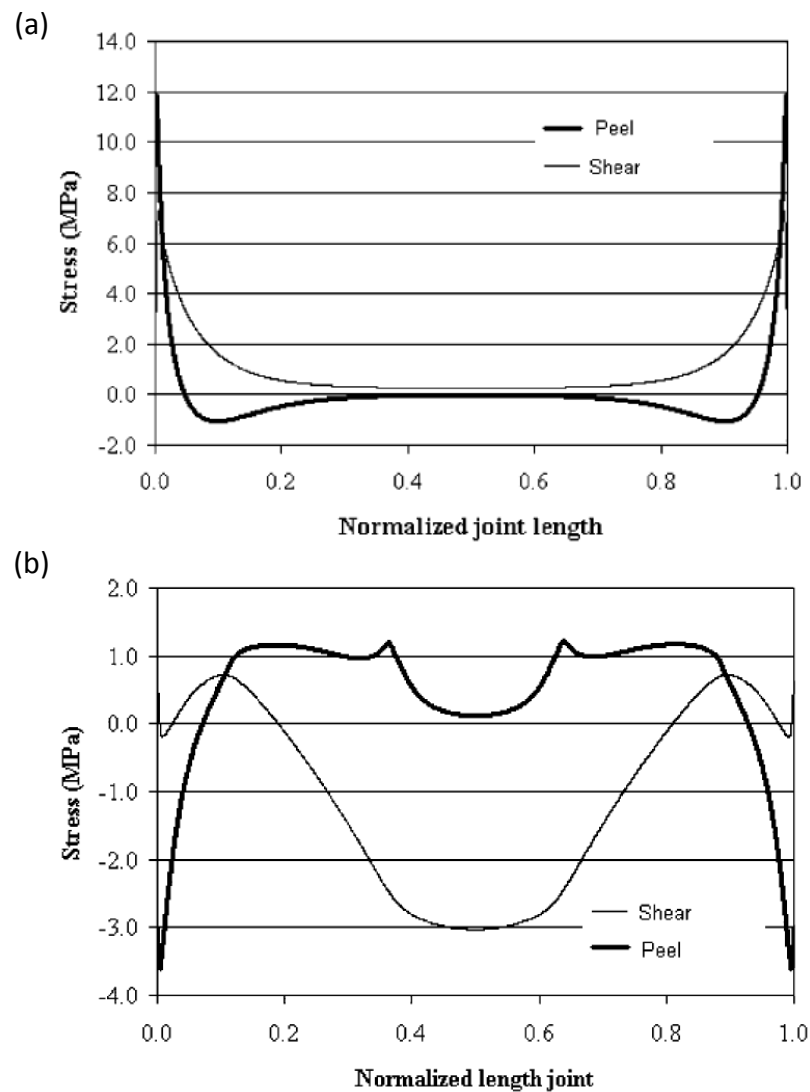 (a)
14.0
12.0
10.0
8.0
6.0
4.0
2.0
0.0
-2.0
Stress (MPa)
Peel
Shear
0.0 0.2 0.4 0.6 0.8 1.0
Normalized joint length
(b)
2.0
1.0
0.0
-1.0
-2.0
-3.0
-4.0
Stress (MPa)
Shear
Peel
0.0 0.2 0.4 0.6 0.8 1.0
Normalized length joint